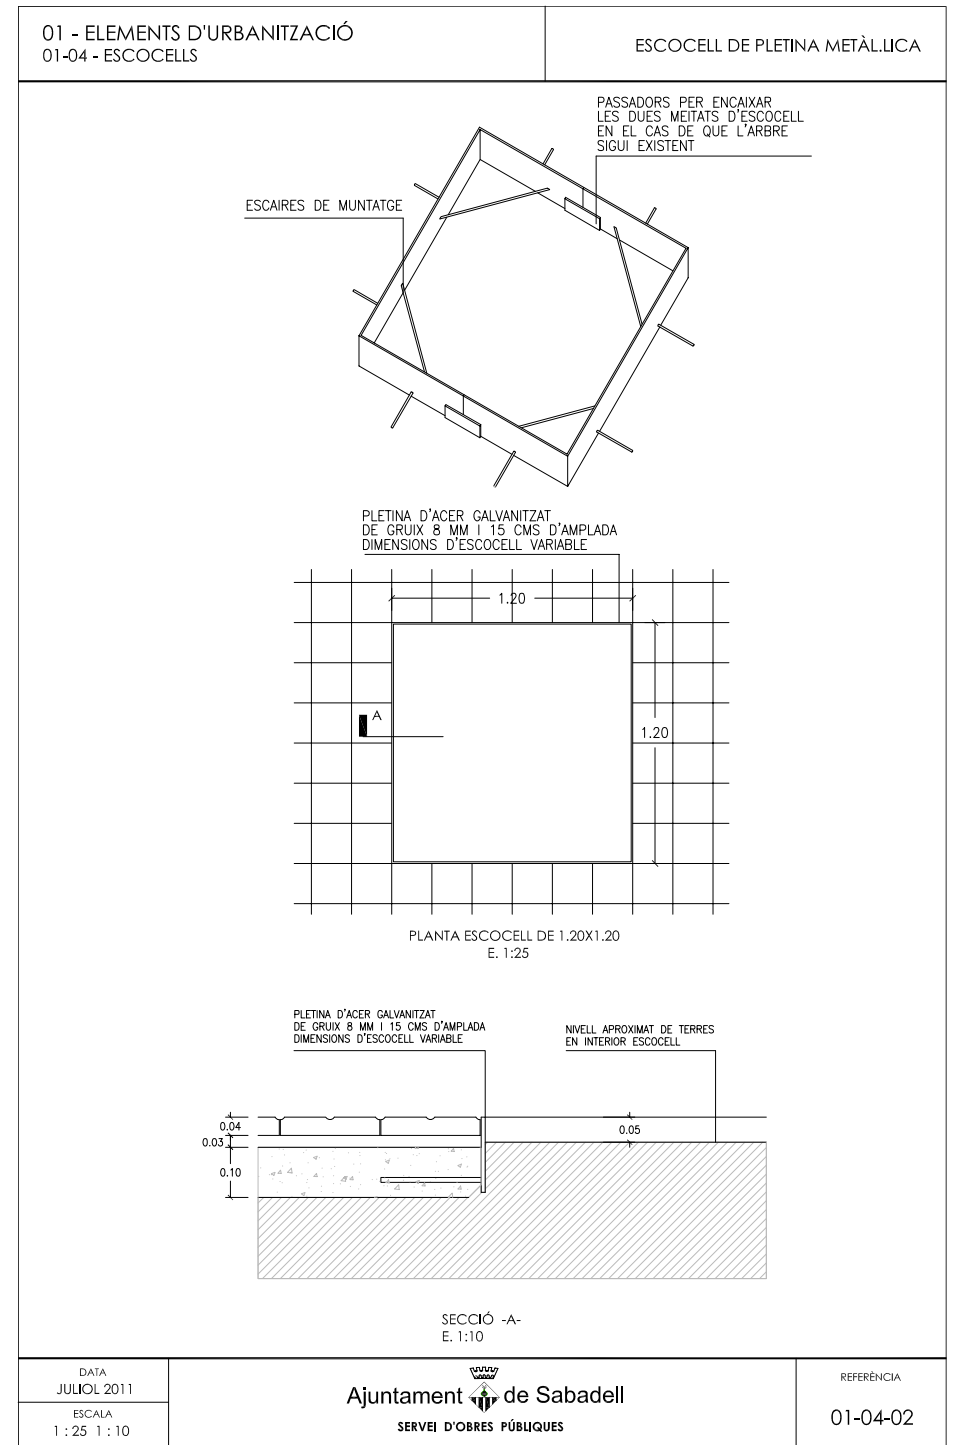 01 - ELEMENTS D'URBANITZACIÓ
01-04 - ESCOCELLS
ESCOCELL DE PLETINA METÀL.LICA
PASSADORS PER ENCAIXAR
LES DUES MEITATS D'ESCOCELL
EN EL CAS DE QUE L'ARBRE
SIGUI EXISTENT
ESCAIRES DE MUNTATGE
PLETINA D'ACER GALVANITZAT
DE GRUIX 8 MM I 15 CMS D'AMPLADA
DIMENSIONS D'ESCOCELL VARIABLE
1.20
A
1.20
PLANTA ESCOCELL DE 1.20X1.20
E. 1:25
PLETINA D'ACER GALVANITZAT
DE GRUIX 8 MM I 15 CMS D'AMPLADA
DIMENSIONS D'ESCOCELL VARIABLE
NIVELL APROXIMAT DE TERRES
EN INTERIOR ESCOCELL
0.04
0.03
0.10
0.05
SECCIÓ -A-
E. 1:10
DATA
JULIOL 2011
ESCALA
1 : 25 1 : 10
Ajuntament de Sabadell
SERVEI D'OBRES PÚBLIQUES
REFERÈNCIA
01-04-02